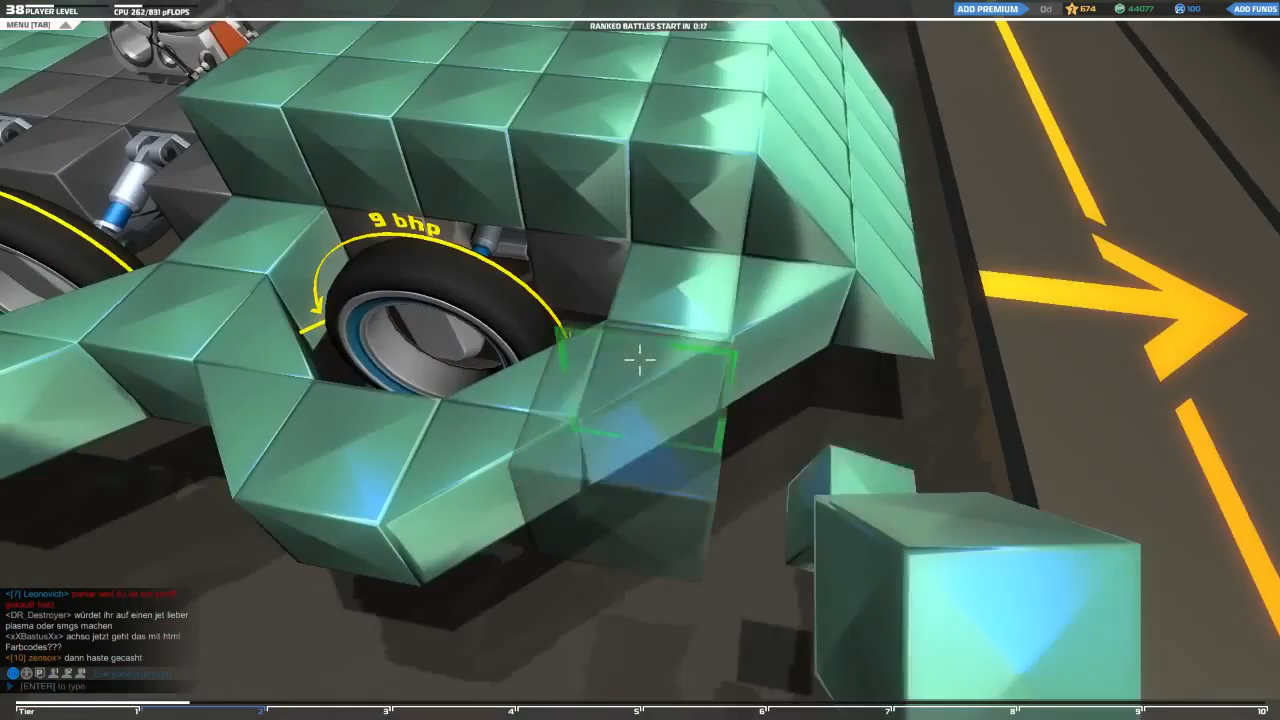 38 PLAYER LEVEL
CPU 262/831 pFLOPS
ADD PREMIUM
0d
674
44077
100
ADD FUNDS
MENU [TAB]
RANKED BATTLES START IN 0:17
9 bhp
<[7] Leonovich>
<DR_Destroyer> würdet ihr auf einen jet lieber
plasma oder smgs machen
<xXBastusXx> achso jetzt geht das mit html
Farbcodes???
<[10] zensox> dann haste gecasht
[ENTER] to type
Tier 1 2 3 4 5 6 7 8 9 10